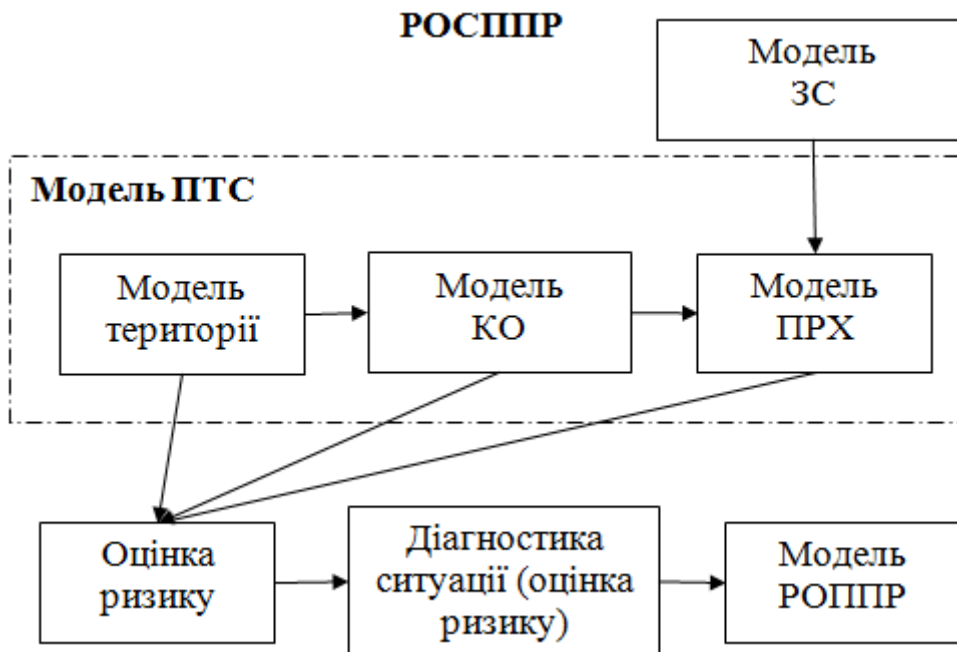 РОСППР
Модель
ЗС
Модель ПТС
Модель
території
Модель
КО
Модель
ПРХ
Оцінка
ризику
Діагностика
ситуації (оцінка
ризику)
Модель
РОППР